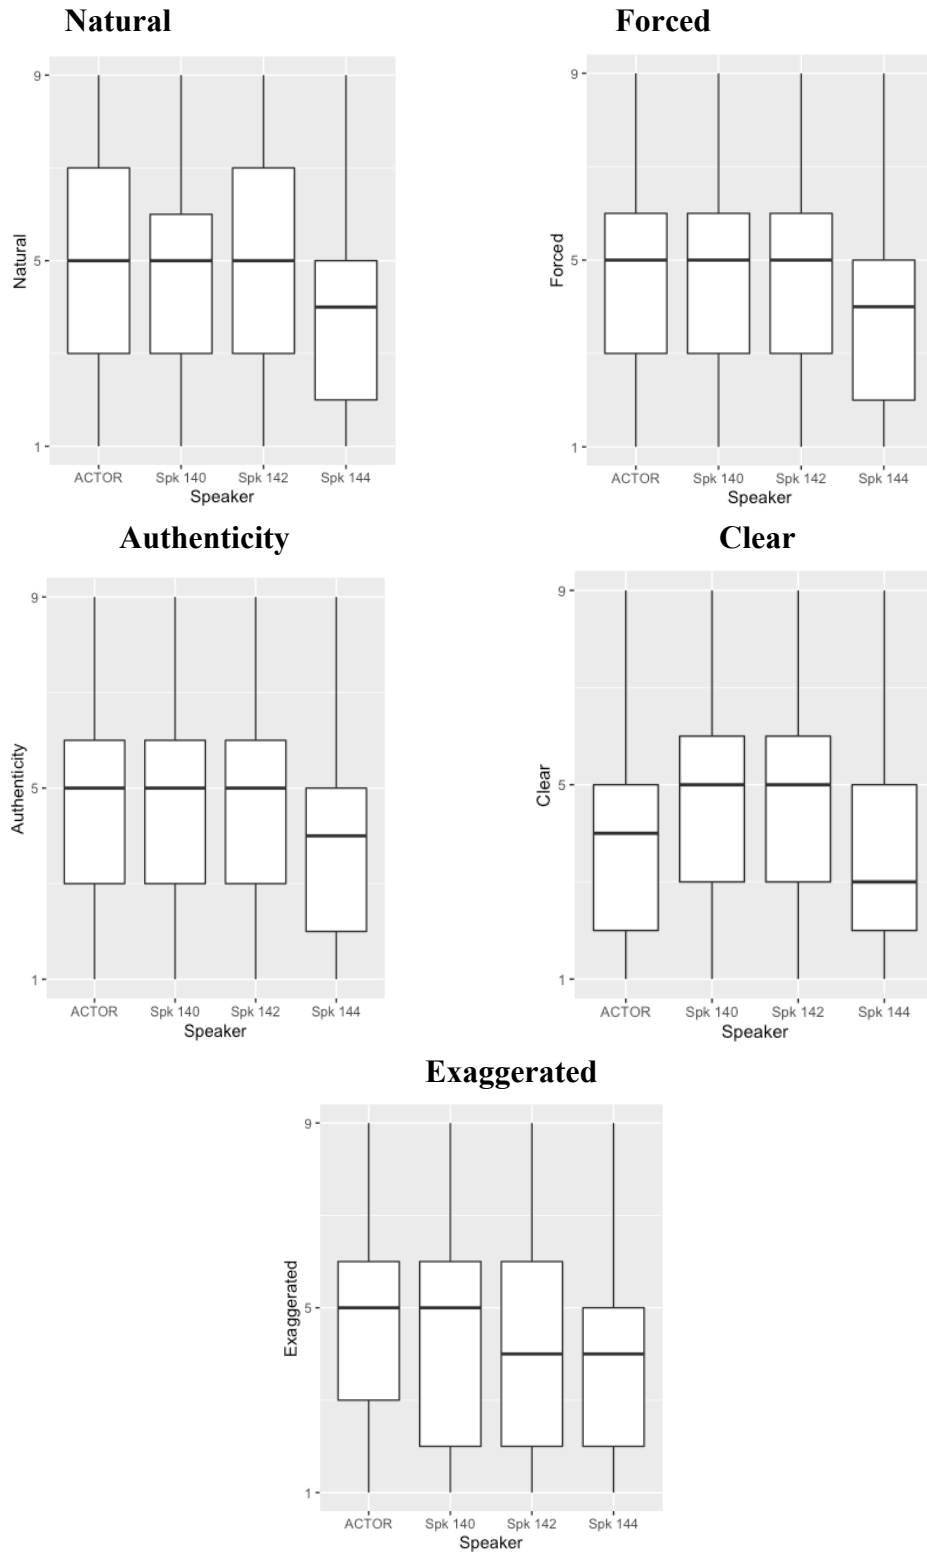 Natural
Forced
9
5
1
Natural
ACTOR Spk 140 Spk 142 Spk 144
Speaker
9
5
1
Forced
ACTOR Spk 140 Spk 142 Spk 144
Speaker
Authenticity
Clear
9
5
1
Authenticity
ACTOR Spk 140 Spk 142 Spk 144
Speaker
9
5
1
Clear
ACTOR Spk 140 Spk 142 Spk 144
Speaker
Exaggerated
9
5
1
Exaggerated
ACTOR Spk 140 Spk 142 Spk 144
Speaker